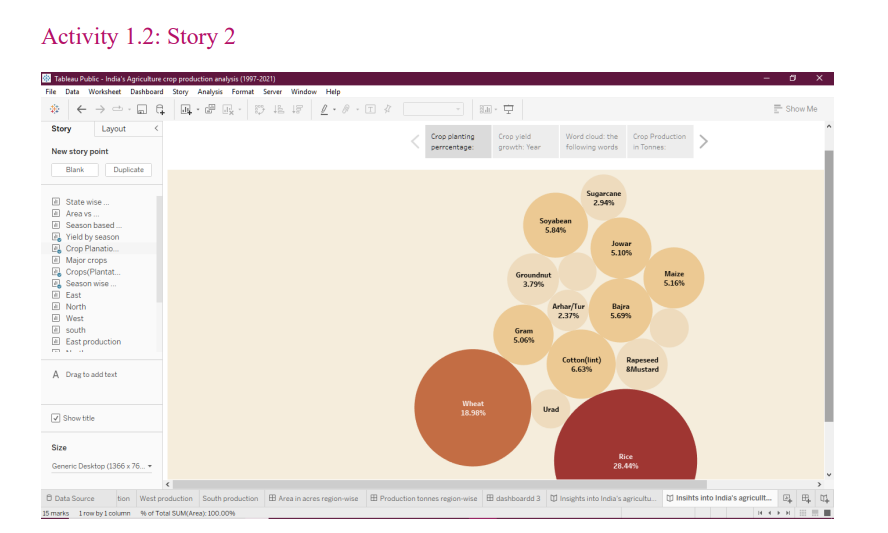 Activity 1.2: Story 2
Tableau Public - India's Agriculture crop production analysis (1997-2021)
File Data Worksheet Dashboard Story Analysis Format Server Window Help
Show Me
Story Layout
New story point
Blank Duplicate
State wise ...
Area vs ...
Season based ...
Yield by season
Crop Planatio...
Major crops
Crops(Plantat...
Season wise ...
East
North
West
south
East production
A Drag to add text
Show title
Size
Generic Desktop (1366 x 76...
Crop planting
perrcentage:
Crop yield
growth: Year
Word cloud: the
following words
Crop Production
in Tonnes:
Sugarcane
2.94%
Soyabean
5.84%
Jowar
5.10%
Groundnut
3.79%
Maize
5.16%
Arhar/Tur
2.37%
Bajra
5.69%
Gram
5.06%
Cotton(lint)
6.63%
Rapeseed
&Mustard
Wheat
18.98%
Urad
Rice
28.44%
Data Source tion West production South production Area in acres region-wise Production tonnes region-wise dashboardd 3 Insights into India's agricultu... Insihts into India's agricullt...
15 marks 1 row by 1 column % of Total SUM(Area): 100.00%